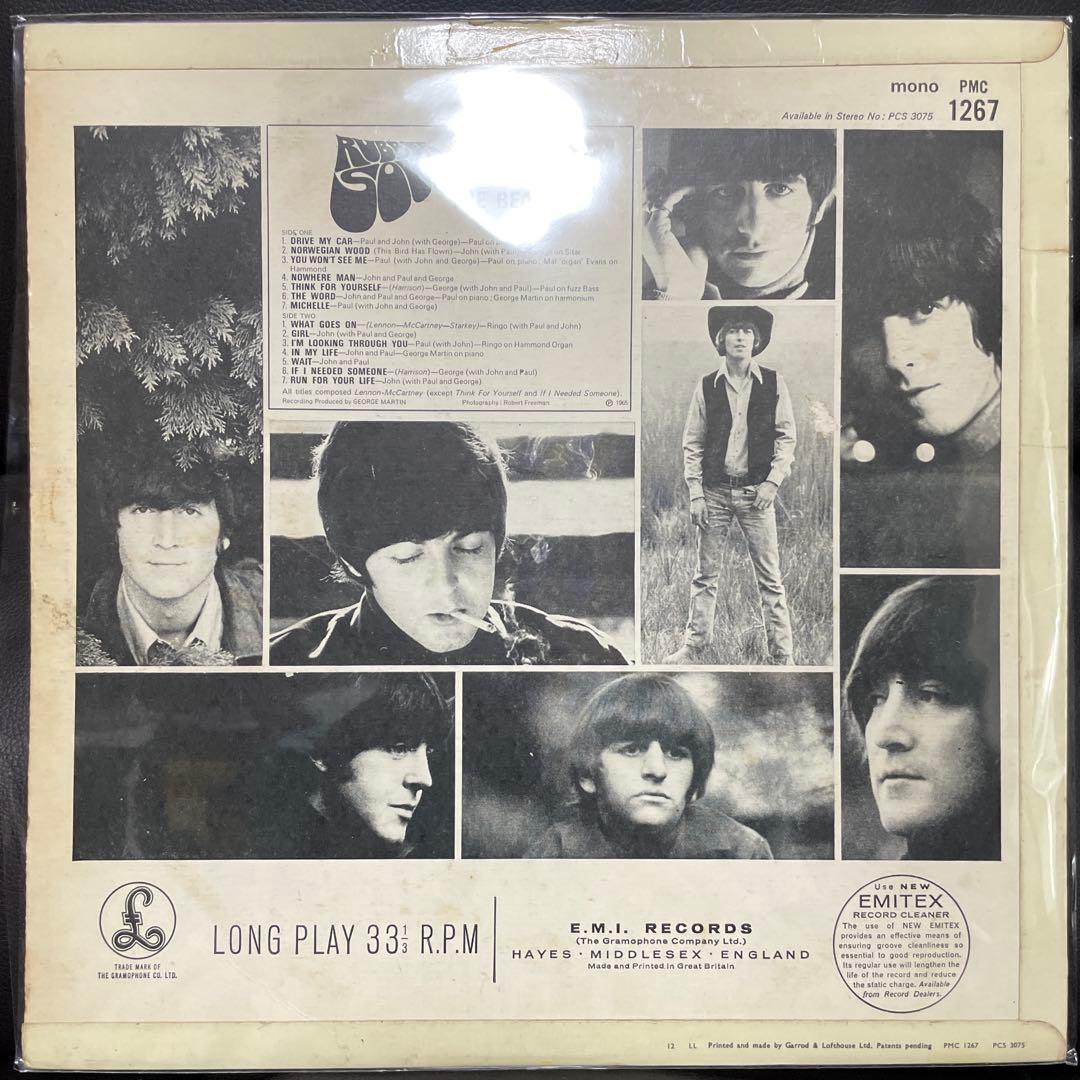 mono PMC
Available in Stereo No: PCS 3075 1267
RUB
SO
THE BEA
SIDE ONE
1. DRIVE MY CAR—Paul and John (with George)—Paul on
2. NORWEGIAN WOOD (This Bird Has Flown)—John (with Paul) on Sitar
3. YOU WON'T SEE ME—Paul (with John and George)—Paul on piano; Mal 'organ' Evans on
Hammond
4. NOWHERE MAN—John and Paul and George
5. THINK FOR YOURSELF—(Harrison)—George (with John and Paul)—Paul on fuzz Bass
6. THE WORD—John and Paul and George—Paul on piano; George Martin on harmonium
7. MICHELLE—Paul (with John and George)
SIDE TWO
1. WHAT GOES ON—(Lennon—McCartney—Starkey)—Ringo (with Paul and John)
2. GIRL—John (with Paul and George)
3. I'M LOOKING THROUGH YOU—Paul (with John)—Ringo on Hammond Organ
4. IN MY LIFE—John and Paul—George Martin on piano
5. WAIT—John and Paul
6. IF I NEEDED SOMEONE—(Harrison)—George (with John and Paul)
7. RUN FOR YOUR LIFE—John (with Paul and George)
All titles composed Lennon-McCartney (except Think For Yourself and If I Needed Someone).
Recording Produced by GEORGE MARTIN Photography: Robert Freeman ℗ 1965
£
TRADE MARK OF
THE GRAMOPHONE CO. LTD.
LONG PLAY 33⅓ R.P.M
E.M.I. RECORDS
(The Gramophone Company Ltd.)
HAYES · MIDDLESEX · ENGLAND
Made and Printed in Great Britain
Use NEW
EMITEX
RECORD CLEANER
The use of NEW EMITEX
provides an effective means of
ensuring groove cleanliness so
essential to good reproduction.
Its regular use will lengthen the
life of the record and reduce
the static charge. Available
from Record Dealers.
12 LL Printed and made by Garrod & Lofthouse Ltd. Patents pending PMC 1267 PCS 3075